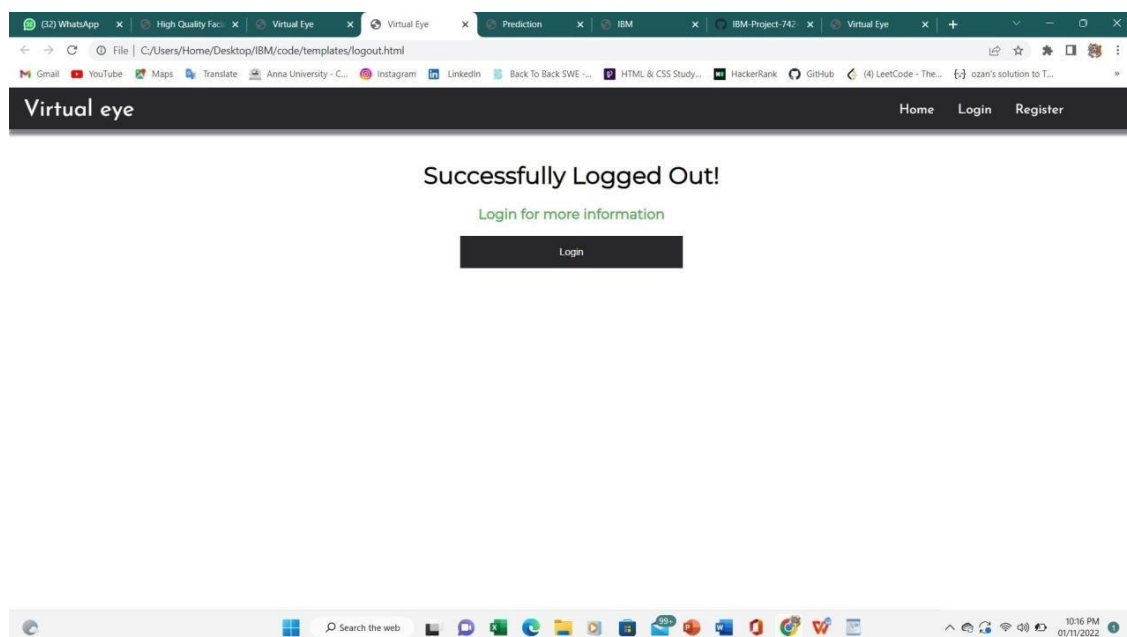 (32) WhatsApp
High Quality Faci
Virtual Eye
Virtual Eye
Prediction
IBM
IBM-Project-742
Virtual Eye
File | C:/Users/Home/Desktop/IBM/code/templates/logout.html
Gmail YouTube Maps Translate Anna University - C... Instagram LinkedIn Back To Back SWE -... HTML & CSS Study... HackerRank GitHub (4) LeetCode - The... ozan's solution to T...
Virtual eye
Home Login Register
Successfully Logged Out!
Login for more information
Login
Search the web
99+
10:16 PM
01/11/2022
1